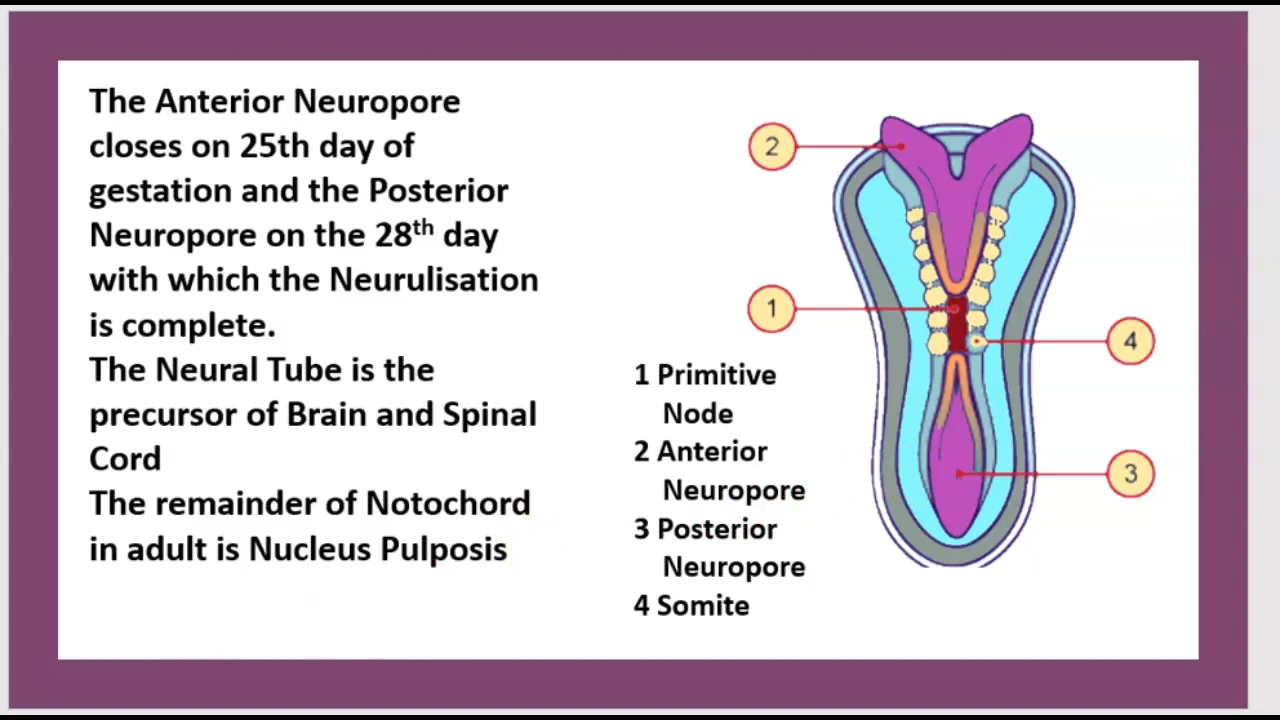 The Anterior Neuropore
closes on 25th day of
gestation and the Posterior
Neuropore on the 28th day
with which the Neurulisation
is complete.
The Neural Tube is the
precursor of Brain and Spinal
Cord
The remainder of Notochord
in adult is Nucleus Pulposis
1 Primitive
Node
2 Anterior
Neuropore
3 Posterior
Neuropore
4 Somite
2
1
4
3